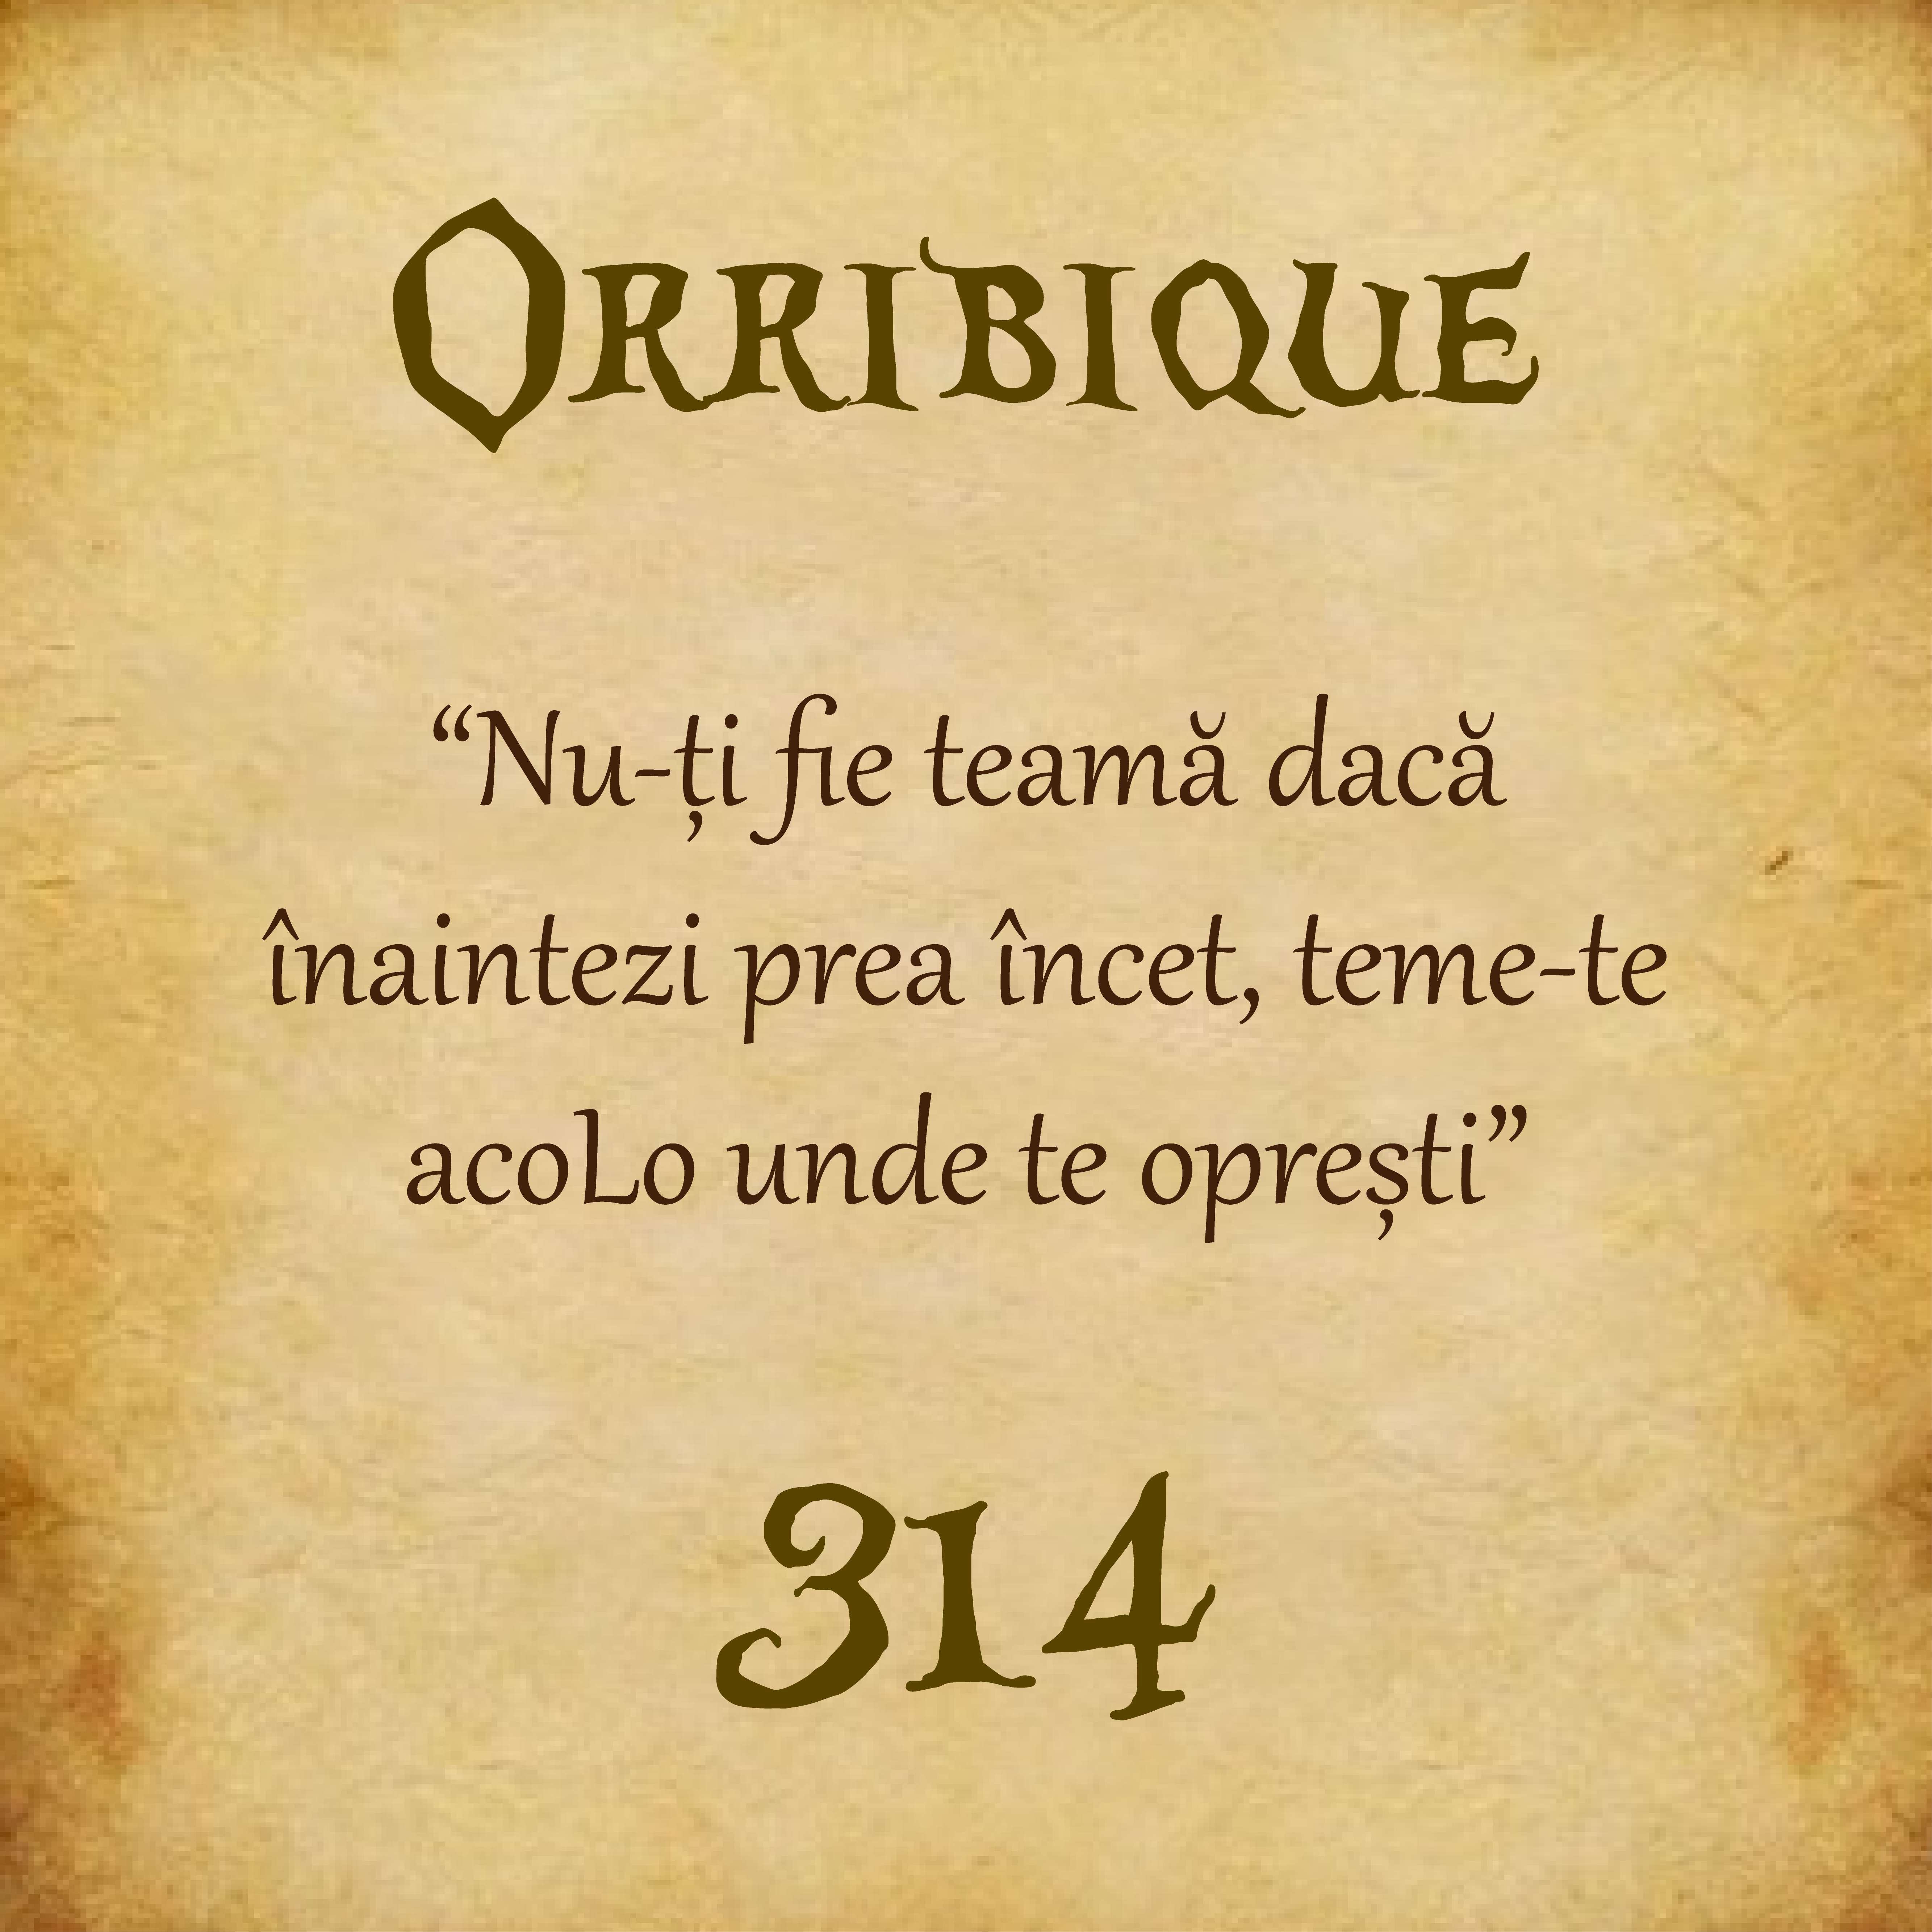 Orribique
“Nu-ți fie teamă dacă
înaintezi prea încet, teme-te
acoLo unde te oprești”
314